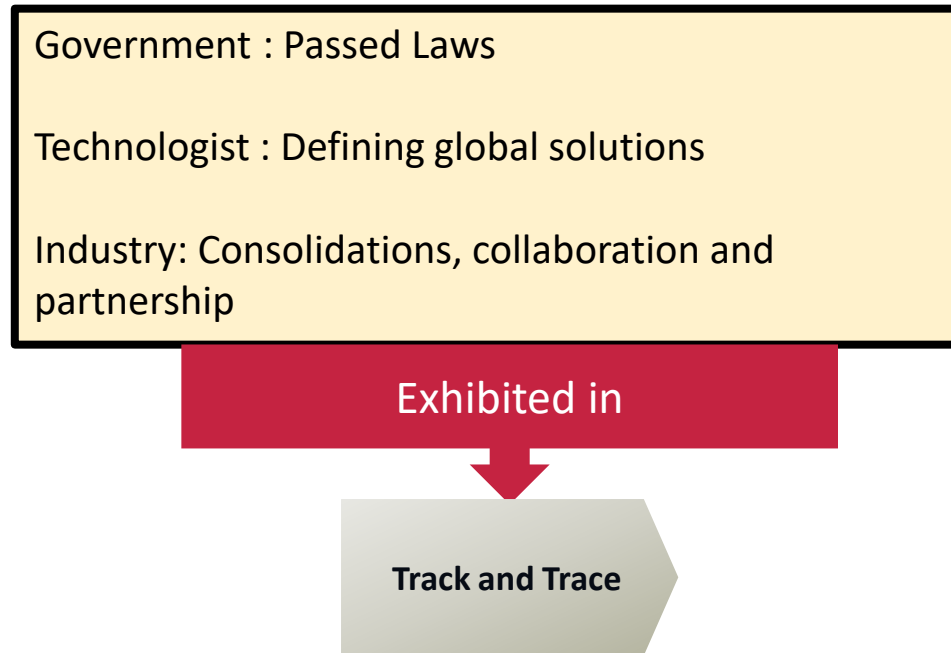 Government : Passed Laws
Technologist : Defining global solutions
Industry: Consolidations, collaboration and
partnership
Exhibited in
Track and Trace